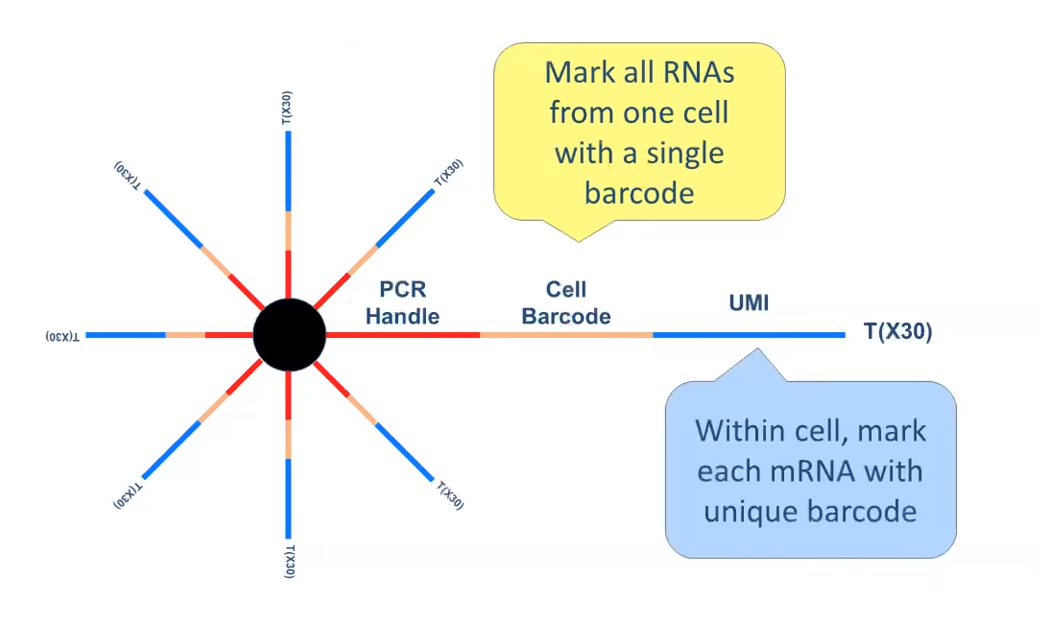 Mark all RNAs
from one cell
with a single
barcode
T(X30)
T(X30)
T(X30)
PCR
Handle
Cell
Barcode
UMI
T(X30)
T(X30)
Within cell, mark
each mRNA with
unique barcode
T(X30)
T(X30)
T(X30)